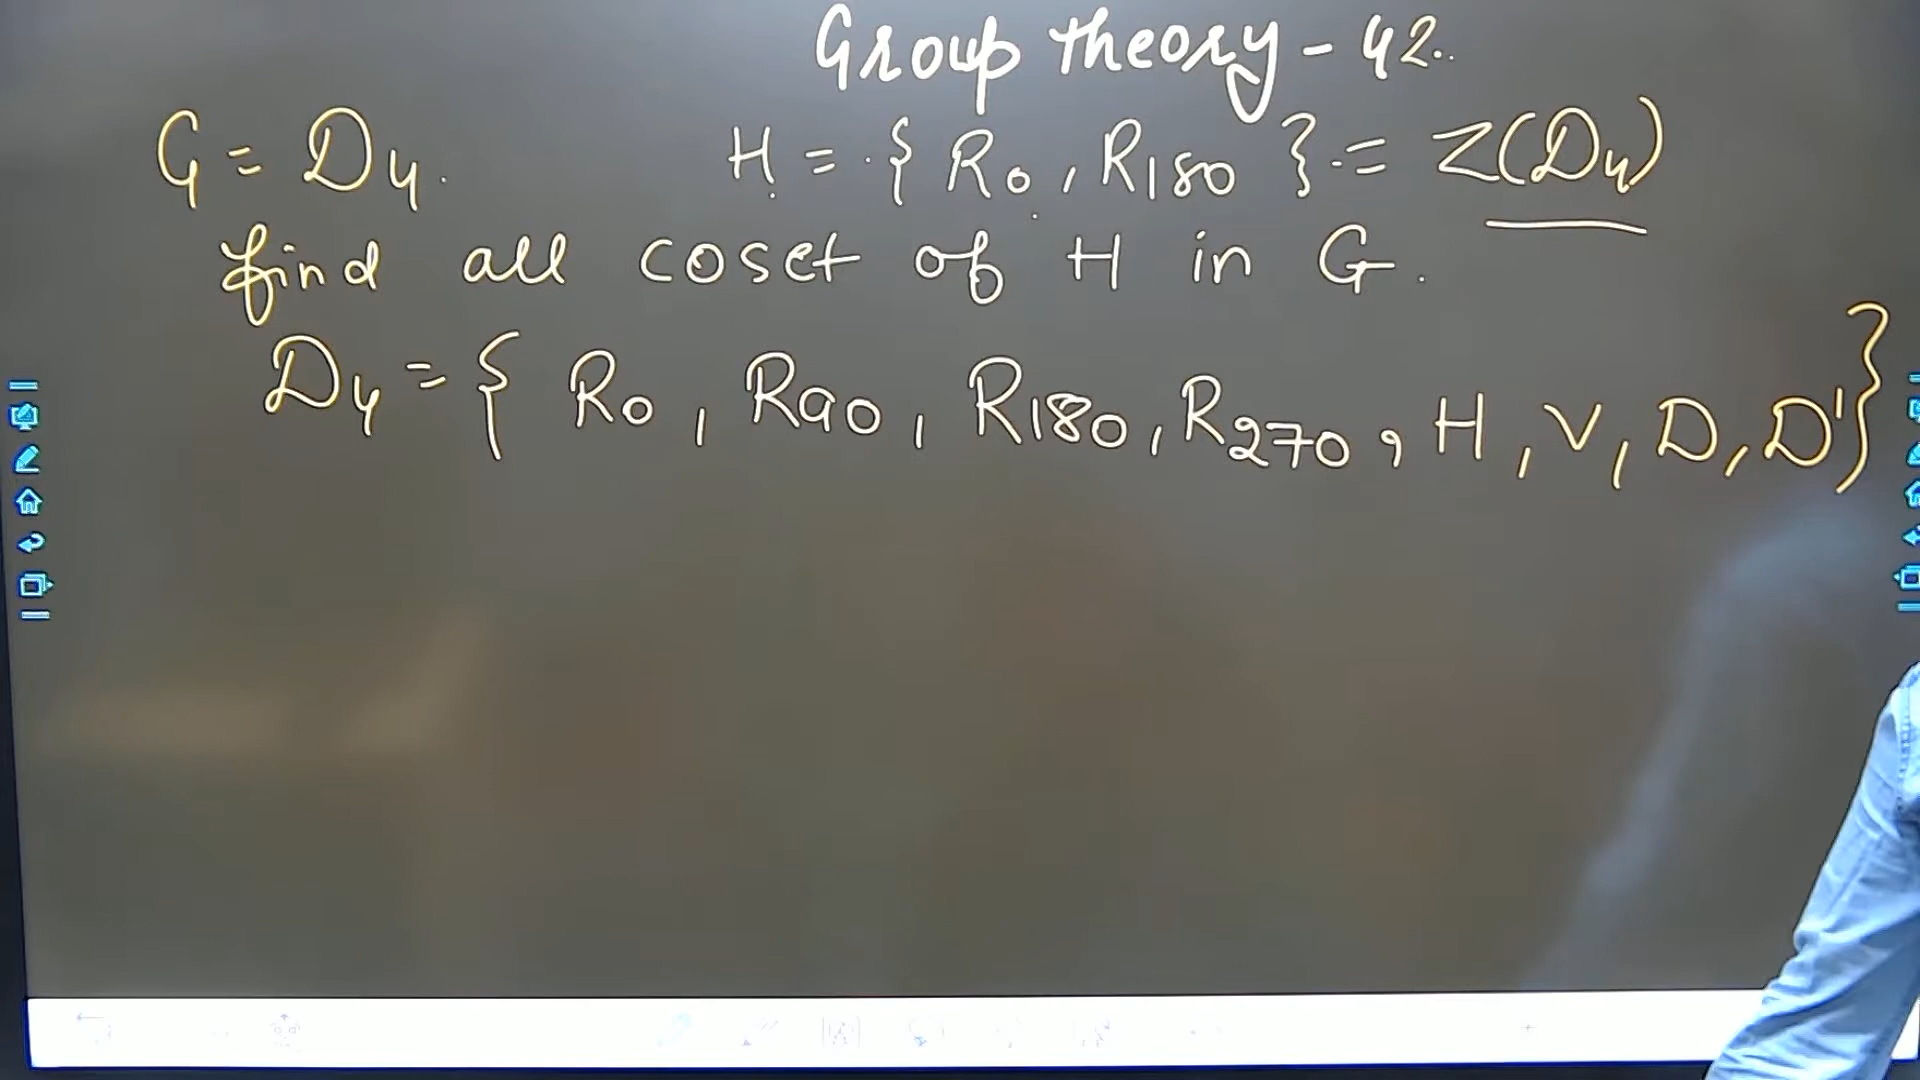 Group theory - 42..
G = D4. H = { R0, R180 } = Z(D4)
find all coset of H in G.
D4 = { R0, R90, R180, R270, H, V, D, D' }